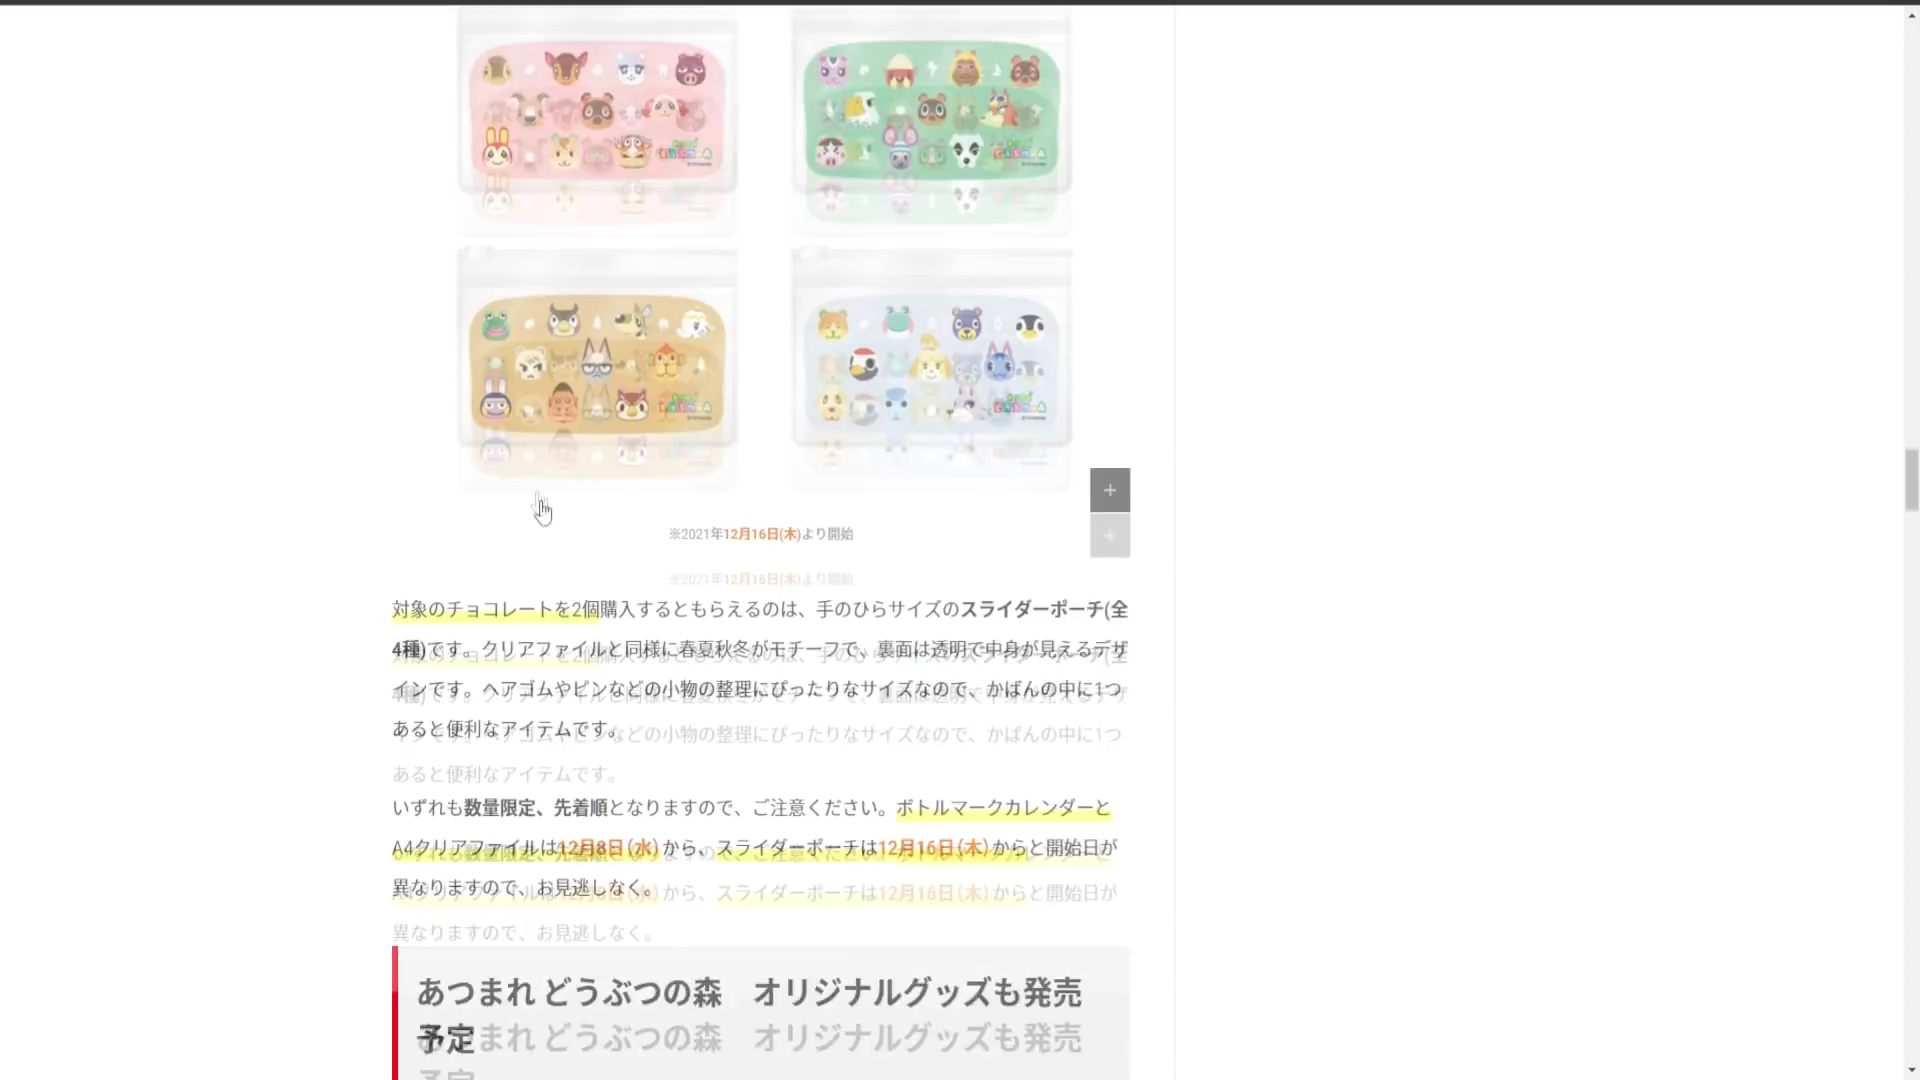 ※2021年12月16日(木)より開始
対象のチョコレートを2個購入するともらえるのは、手のひらサイズのスライダーポーチ(全
4種)です。クリアファイルと同様に春夏秋冬がモチーフで、裏面は透明で中身が見えるデザ
インです。ヘアゴムやピンなどの小物の整理にぴったりなサイズなので、かばんの中に1つ
あると便利なアイテムです。
いずれも数量限定、先着順となりますので、ご注意ください。ボトルマークカレンダーと
A4クリアファイルは12月8日（水）から、スライダーポーチは12月16日（木）からと開始日が
異なりますので、お見逃しなく。
あつまれ どうぶつの森　オリジナルグッズも発売
予定